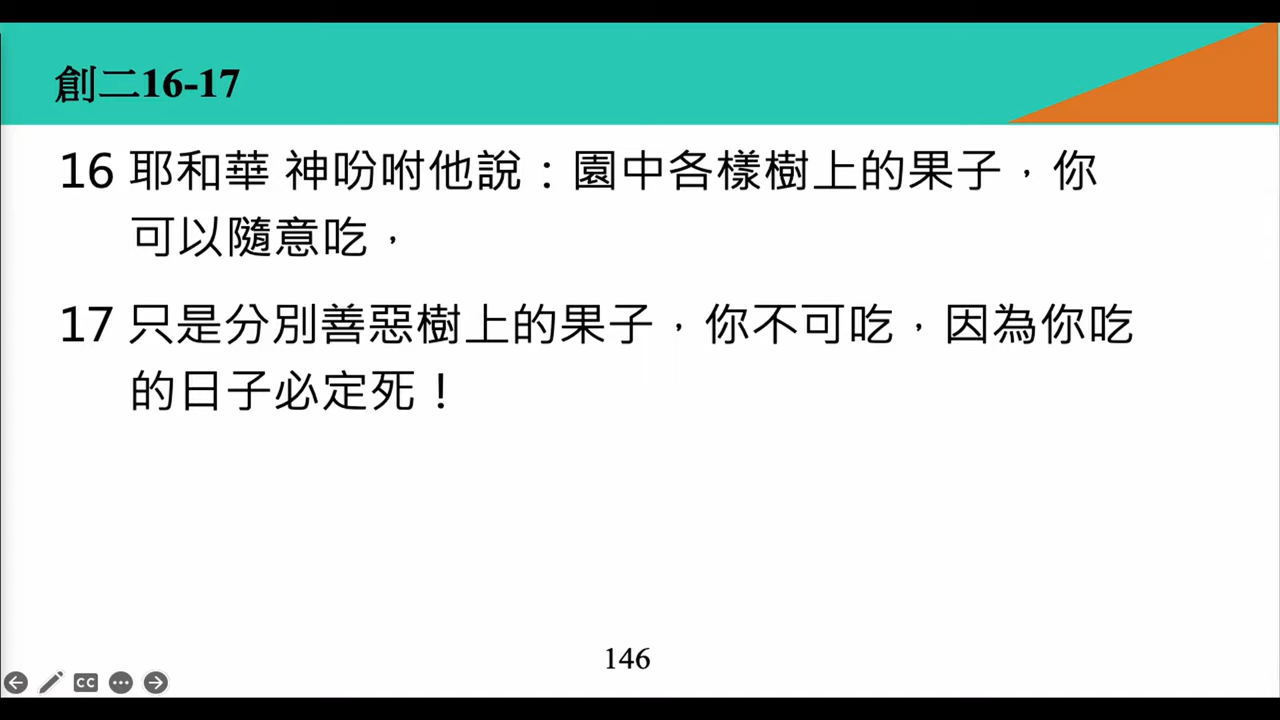 創二16-17
16 耶和華 神吩咐他說：園中各樣樹上的果子，你
可以隨意吃，
17 只是分別善惡樹上的果子，你不可吃，因為你吃
的日子必定死！
146
CC